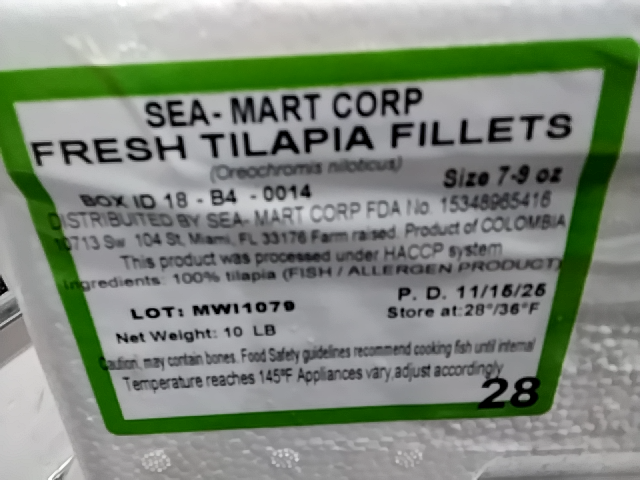 SEA- MART CORP
FRESH TILAPIA FILLETS
(Oreochromis niloticus)
Size 7-9 oz
BOX ID 18 - B4 - 0014
DISTRIBUTED BY SEA- MART CORP FDA No. 15348965416
10713 Sw 104 St, Miami, FL 33176 Farm raised. Product of COLOMBIA
This product was processed under HACCP system
Ingredients: 100% tilapia (FISH / ALLERGEN PRODUCT)
LOT: MWI1079
P. D. 11/15/25
Net Weight: 10 LB
Store at:28°/36°F
Caution, may contain bones. Food Safety guidelines recommend cooking fish until internal
Temperature reaches 145°F Appliances vary,adjust accordingly
28